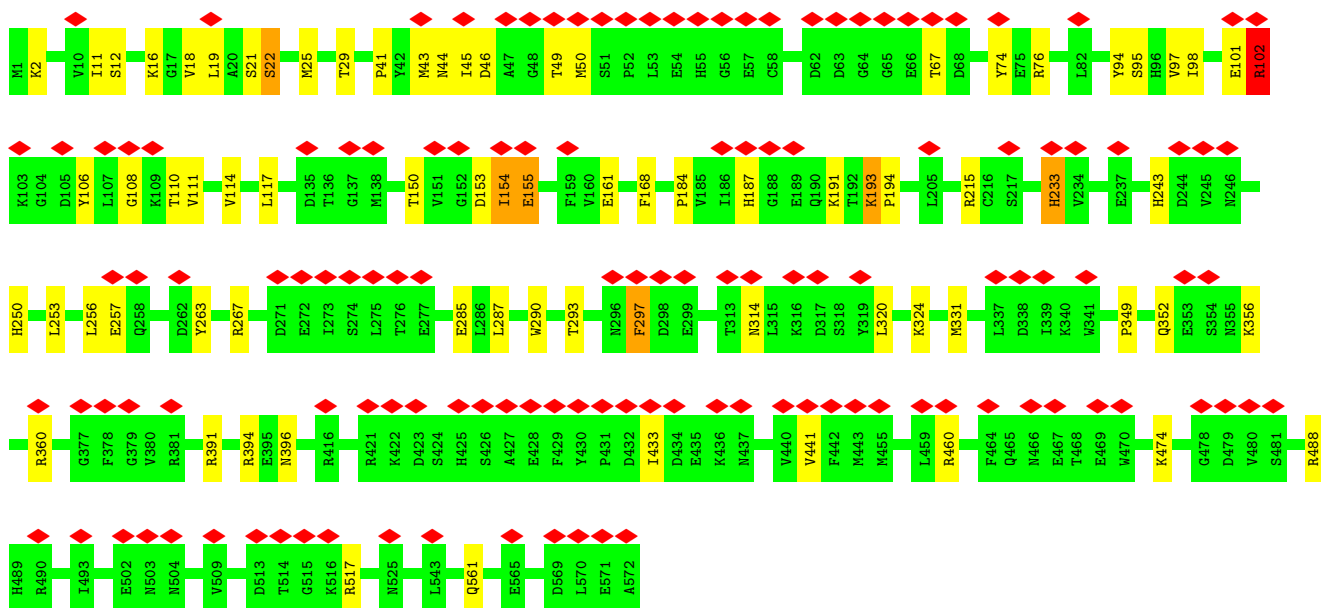 M1 K2 V10 I11 S12 K16 G17 V18 L19 A20 S21 S22 M25 T29 P41 Y42 M43 N44 I45 D46 A47 G48 T49 M50 S51 P52 L53 E54 H55 G56 E57 C58 D62 D63 G64 G65 E66 T67 D68 Y74 E75 R76 L82 Y94 S95 H96 V97 I98 E101 R102
K103 G104 D105 Y106 L107 G108 K109 T110 V111 V114 L117 D135 T136 G137 M138 T150 V151 G152 D153 I154 E155 F159 V160 E161 F168 P184 V185 I186 H187 G188 E189 Q190 K191 T192 K193 P194 L205 R215 C216 S217 H233 V234 E237 H243 D244 V245 N246
H250 L253 L256 E257 Q258 D262 Y263 R267 D271 E272 I273 S274 L275 T276 E277 E285 L286 L287 W290 T293 N296 F297 D298 E299 T313 N314 L315 K316 D317 S318 Y319 L320 K324 M331 L337 D338 I339 K340 W341 P349 Q352 E353 S354 N355 K356
R360 G377 F378 G379 V380 R381 R391 R394 E395 N396 R416 R421 K422 D423 S424 H425 S426 A427 E428 F429 Y430 P431 D432 I433 D434 E435 K436 N437 V440 V441 F442 M443 M455 L459 R460 F464 Q465 N466 E467 T468 E469 W470 K474 G478 D479 V480 S481 R488
H489 R490 I493 E502 N503 N504 V509 D513 T514 G515 K516 R517 N525 L543 Q561 E565 D569 L570 E571 A572